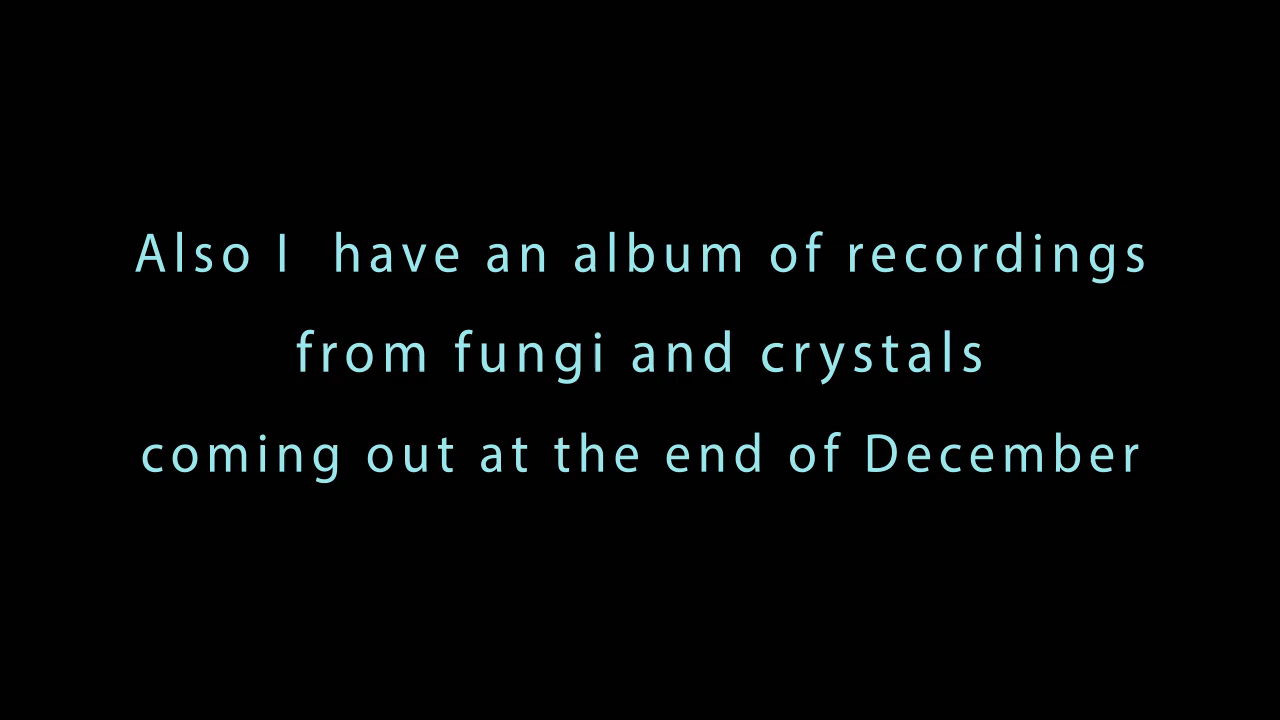 Also I  have an album of recordings
from fungi and crystals
coming out at the end of December